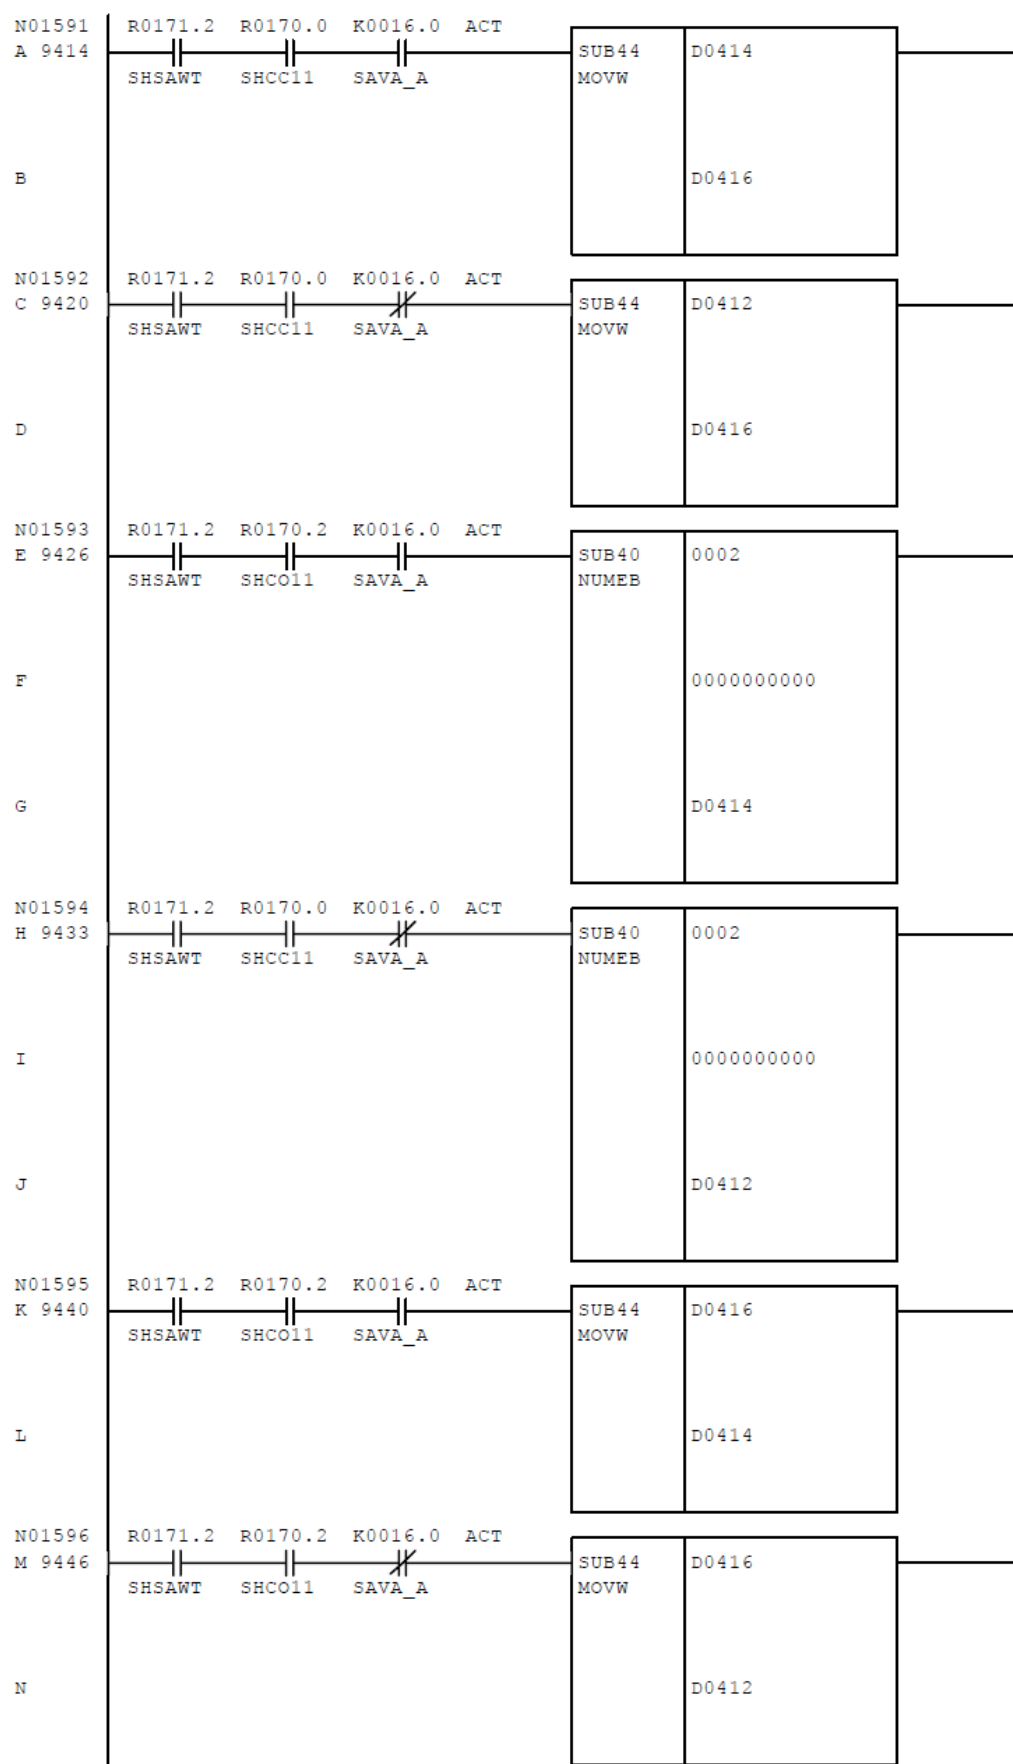 N01591 R0171.2 R0170.0 K0016.0 ACT
A 9414 SUB44 D0414
SHSAWT SHCC11 SAVA_A MOVW
B D0416
N01592 R0171.2 R0170.0 K0016.0 ACT
C 9420 SUB44 D0412
SHSAWT SHCC11 SAVA_A MOVW
D D0416
N01593 R0171.2 R0170.2 K0016.0 ACT
E 9426 SUB40 0002
SHSAWT SHCO11 SAVA_A NUMEB
F 0000000000
G D0414
N01594 R0171.2 R0170.0 K0016.0 ACT
H 9433 SUB40 0002
SHSAWT SHCC11 SAVA_A NUMEB
I 0000000000
J D0412
N01595 R0171.2 R0170.2 K0016.0 ACT
K 9440 SUB44 D0416
SHSAWT SHCO11 SAVA_A MOVW
L D0414
N01596 R0171.2 R0170.2 K0016.0 ACT
M 9446 SUB44 D0416
SHSAWT SHCO11 SAVA_A MOVW
N D0412